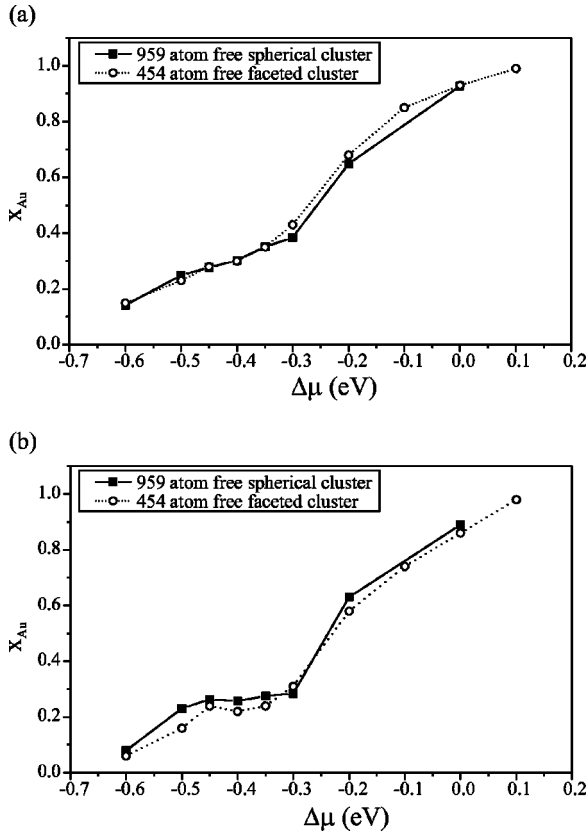 (a)
959 atom free spherical cluster
454 atom free faceted cluster
1.0
0.8
0.6
0.4
0.2
0.0
x_Au
-0.7 -0.6 -0.5 -0.4 -0.3 -0.2 -0.1 0.0 0.1 0.2
Δμ (eV)
(b)
959 atom free spherical cluster
454 atom free faceted cluster
1.0
0.8
0.6
0.4
0.2
0.0
x_Au
-0.7 -0.6 -0.5 -0.4 -0.3 -0.2 -0.1 0.0 0.1 0.2
Δμ (eV)